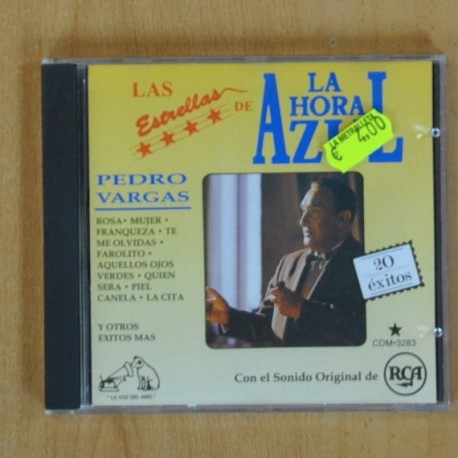 LAS
Estrellas
DE
LA
HORA
AZUL
LA METRALLETA
€ 4,00
PEDRO
VARGAS
ROSA • MUJER •
FRANQUEZA • TE
ME OLVIDAS •
FAROLITO •
AQUELLOS OJOS
VERDES • QUIEN
SERA • PIEL
CANELA • LA CITA
Y OTROS
EXITOS MAS
20
éxitos
CDM-3283
"LA VOZ DEL AMO"
Con el Sonido Original de
RCA